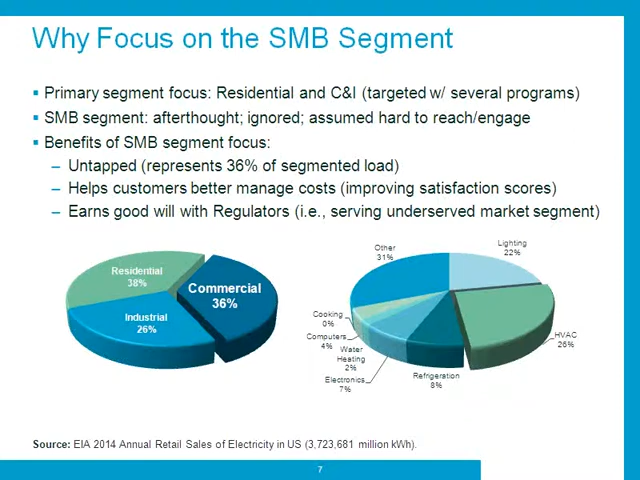 Why Focus on the SMB Segment
▪ Primary segment focus: Residential and C&I (targeted w/ several programs)
▪ SMB segment: afterthought; ignored; assumed hard to reach/engage
▪ Benefits of SMB segment focus:
– Untapped (represents 36% of segmented load)
– Helps customers better manage costs (improving satisfaction scores)
– Earns good will with Regulators (i.e., serving underserved market segment)
Residential
38%
Commercial
36%
Industrial
26%
Other
31%
Lighting
22%
Cooking
0%
Computers
4%
Water
Heating
2%
Electronics
7%
Refrigeration
8%
HVAC
26%
Source: EIA 2014 Annual Retail Sales of Electricity in US (3,723,681 million kWh).
7